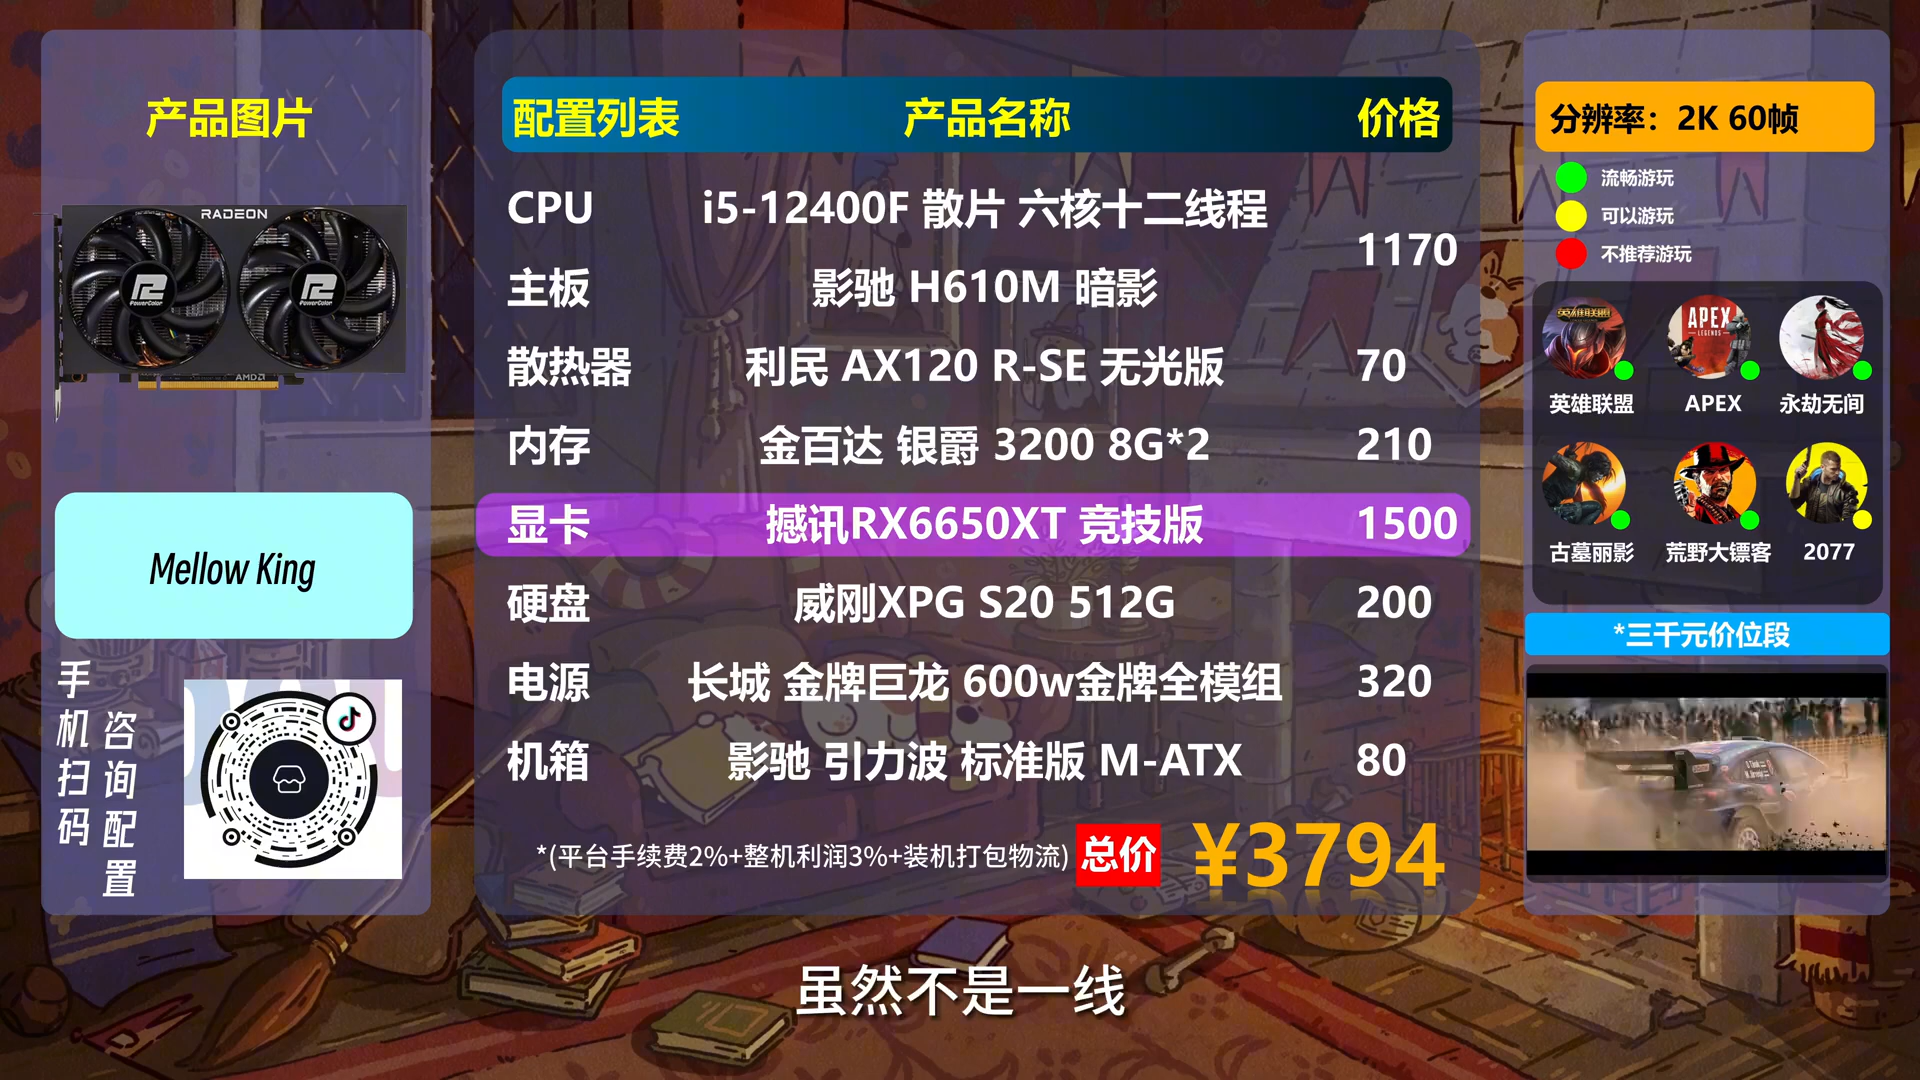 产品图片
RADEON
PowerColor
PowerColor
AMD
Mellow King
手机扫码
咨询配置
配置列表 产品名称 价格
CPU i5-12400F 散片 六核十二线程
1170
主板 影驰 H610M 暗影
散热器 利民 AX120 R-SE 无光版 70
内存 金百达 银爵 3200 8G*2 210
显卡 撼讯RX6650XT 竞技版 1500
硬盘 威刚XPG S20 512G 200
电源 长城 金牌巨龙 600w金牌全模组 320
机箱 影驰 引力波 标准版 M-ATX 80
*(平台手续费2%+整机利润3%+装机打包物流) 总价 ¥3794
分辨率：2K 60帧
流畅游玩
可以游玩
不推荐游玩
英雄联盟
APEX
LEGENDS
英雄联盟 APEX 永劫无间
古墓丽影 荒野大镖客 2077
*三千元价位段
虽然不是一线